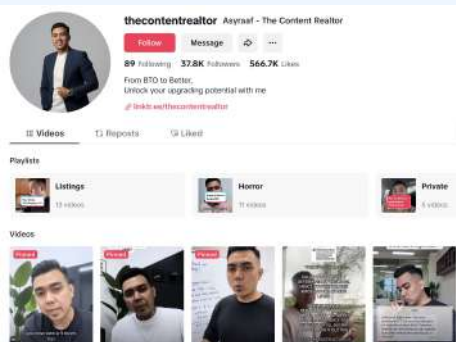 thecontentrealtor Asyraaf - The Content Realtor
Follow Message
89 Following 37.8K Followers 566.7K Likes
From BTO to Better,
Unlock your upgrading potential with me
linktr.ee/thecontentrealtor
Videos Reposts Liked
Playlists
Listings
13 videos
Horror
11 videos
Private
5 videos
Videos
Pinned
Pinned
Pinned